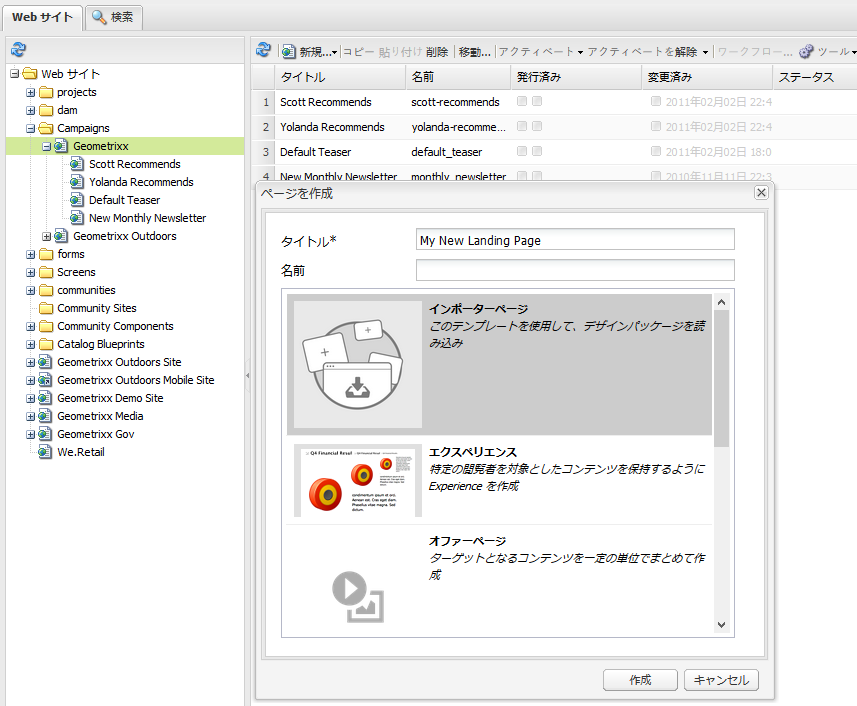 Web サイト
検索
新規...
コピー
貼り付け
削除
移動...
アクティベート
アクティベートを解除
ワークフロー...
ツール
Web サイト
projects
dam
Campaigns
Geometrixx
Scott Recommends
Yolanda Recommends
Default Teaser
New Monthly Newsletter
Geometrixx Outdoors
forms
Screens
communities
Community Sites
Community Components
Catalog Blueprints
Geometrixx Outdoors Site
Geometrixx Outdoors Mobile Site
Geometrixx Demo Site
Geometrixx Media
Geometrixx Gov
We.Retail
タイトル 名前 発行済み 変更済み ステータス
1 Scott Recommends scott-recommends 2011年02月02日 22:4
2 Yolanda Recommends yolanda-recomme... 2011年02月02日 22:4
3 Default Teaser default_teaser 2011年02月02日 18:0
4 New Monthly Newsletter monthly_newsletter 2010年11月11日 22:3
ページを作成
タイトル* My New Landing Page
名前
インポーターページ
このテンプレートを使用して、デザインパッケージを読
み込み
Q4 Financial Resul
エクスペリエンス
特定の閲覧者を対象としたコンテンツを保持するように
Experience を作成
オファーページ
ターゲットとなるコンテンツを一定の単位でまとめて作
成
作成
キャンセル